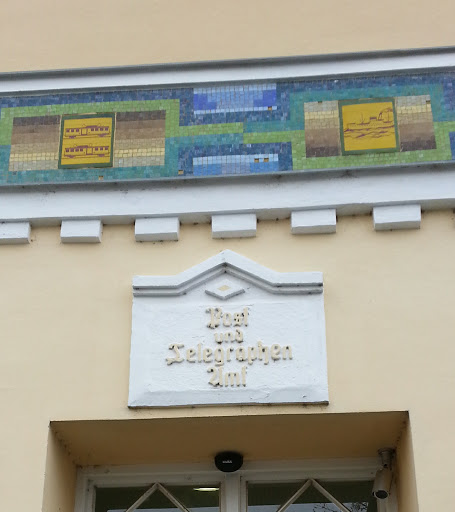 Post
und
Telegraphen
Amt